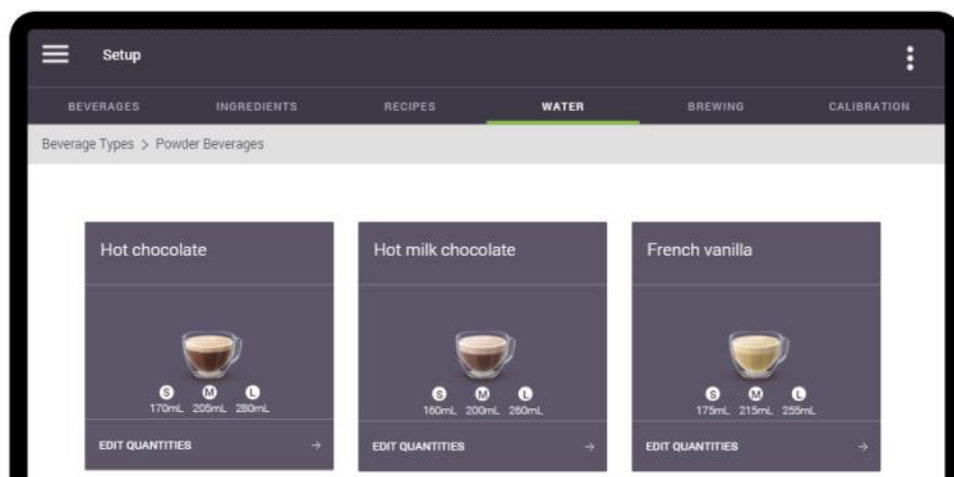 Setup
BEVERAGES INGREDIENTS RECIPES WATER BREWING CALIBRATION
Beverage Types > Powder Beverages
Hot chocolate
S M L
170mL 205mL 280mL
EDIT QUANTITIES →
Hot milk chocolate
S M L
160mL 200mL 260mL
EDIT QUANTITIES →
French vanilla
S M L
175mL 215mL 255mL
EDIT QUANTITIES →